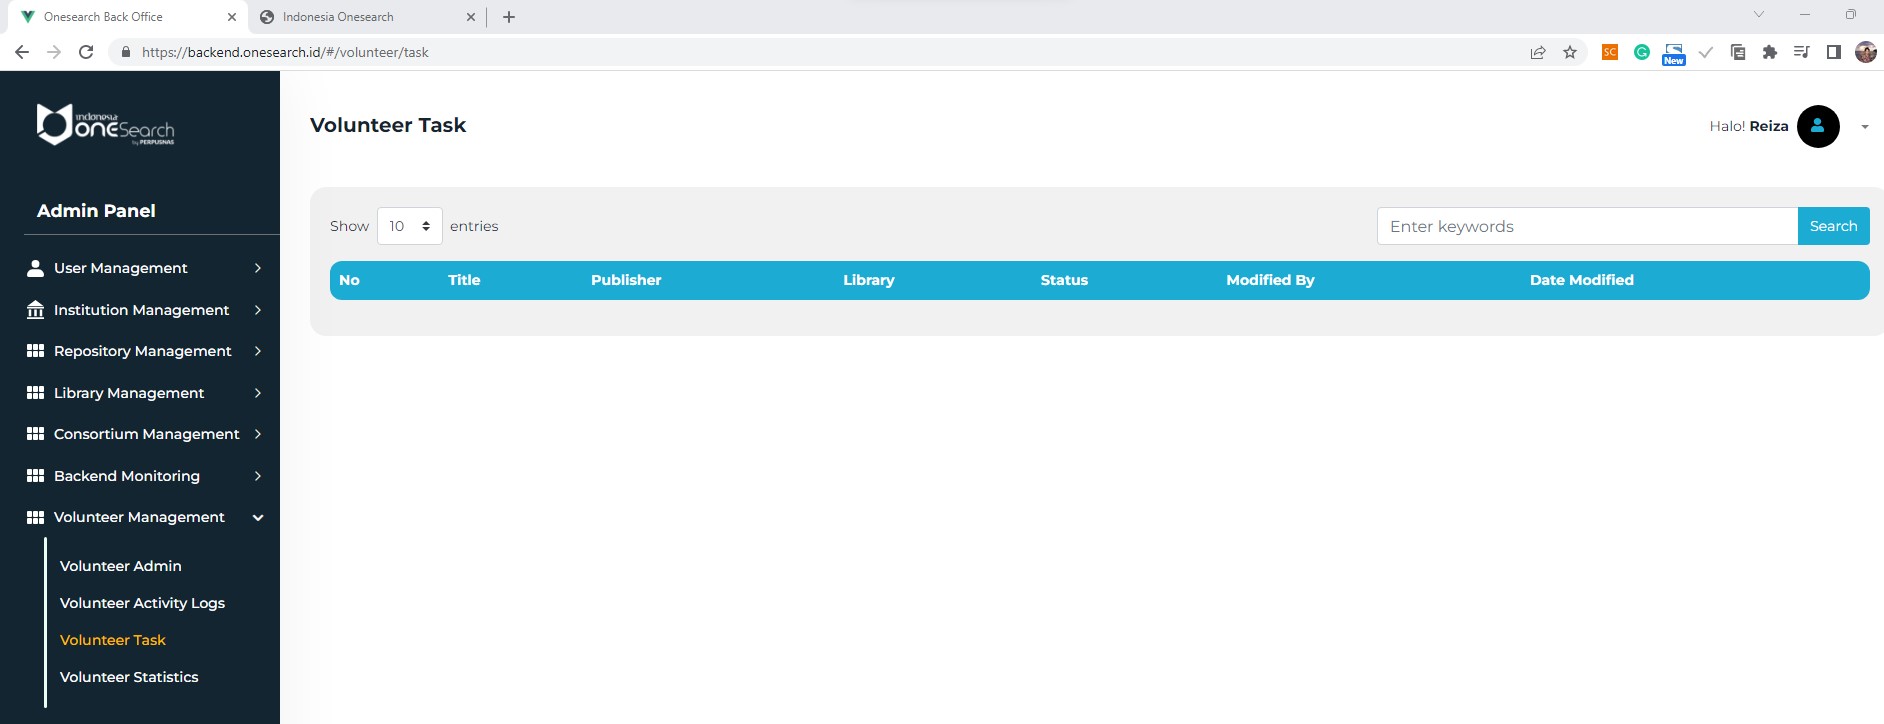 Onesearch Back Office
Indonesia Onesearch
https://backend.onesearch.id/#/volunteer/task
SC
G
New
indonesia
oneSearch
by PERPUSNAS
Volunteer Task
Halo! Reiza
Admin Panel
Show 10 entries
Enter keywords
Search
No Title Publisher Library Status Modified By Date Modified
User Management
Institution Management
Repository Management
Library Management
Consortium Management
Backend Monitoring
Volunteer Management
Volunteer Admin
Volunteer Activity Logs
Volunteer Task
Volunteer Statistics